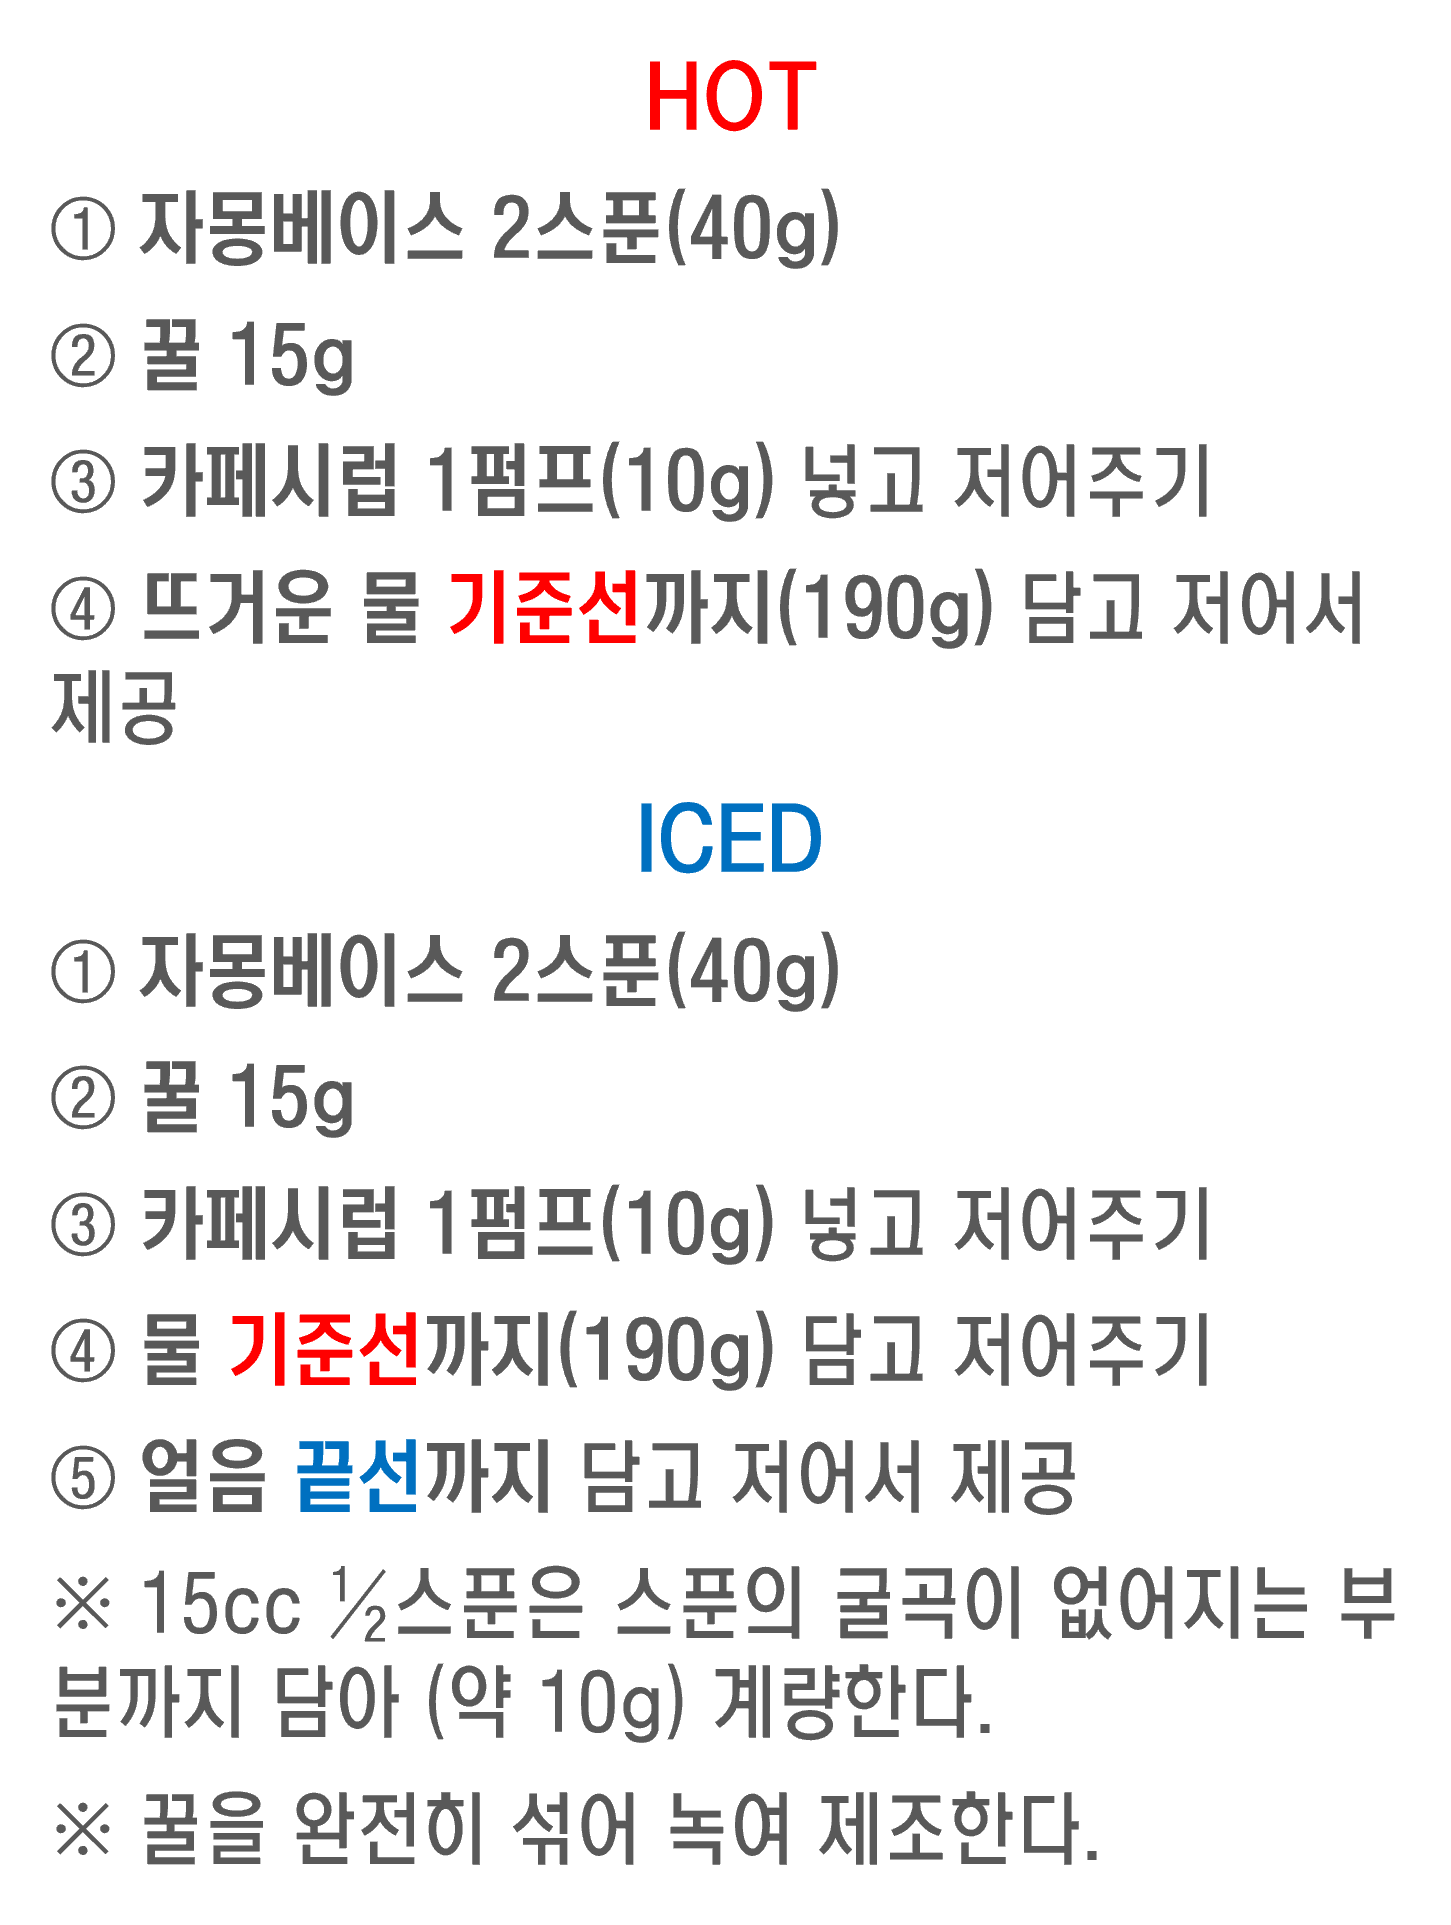 HOT
① 자몽베이스 2스푼(40g)
② 꿀 15g
③ 카페시럽 1펌프(10g) 넣고 저어주기
④ 뜨거운 물 기준선까지(190g) 담고 저어서
제공
ICED
① 자몽베이스 2스푼(40g)
② 꿀 15g
③ 카페시럽 1펌프(10g) 넣고 저어주기
④ 물 기준선까지(190g) 담고 저어주기
⑤ 얼음 끝선까지 담고 저어서 제공
※ 15cc ½스푼은 스푼의 굴곡이 없어지는 부
분까지 담아 (약 10g) 계량한다.
※ 꿀을 완전히 섞어 녹여 제조한다.